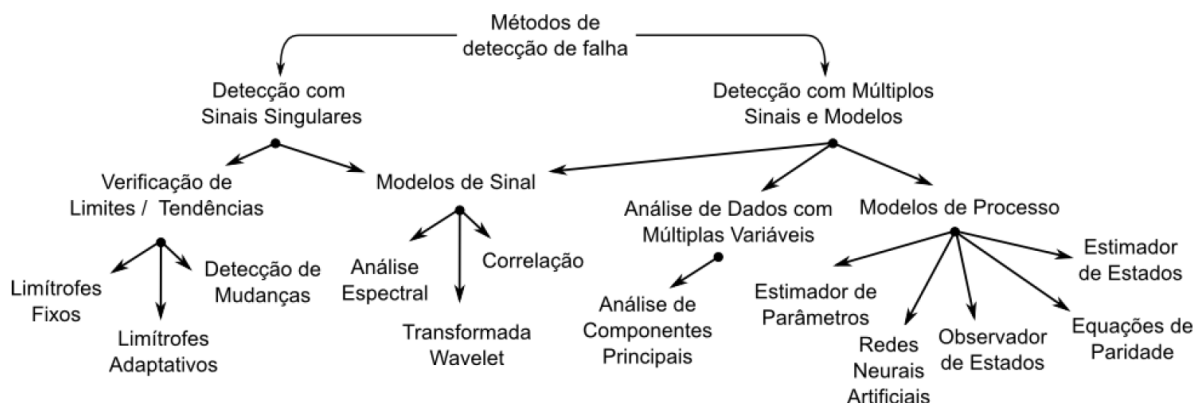 Métodos de
detecção de falha
Detecção com
Sinais Singulares
Detecção com Múltiplos
Sinais e Modelos
Verificação de
Limites / Tendências
Modelos de Sinal
Análise de Dados com
Múltiplas Variáveis
Modelos de Processo
Limítrofes
Fixos
Limítrofes
Adaptativos
Detecção de
Mudanças
Análise
Espectral
Transformada
Wavelet
Correlação
Análise de
Componentes
Principais
Estimador de
Parâmetros
Redes
Neurais
Artificiais
Observador
de Estados
Equações de
Paridade
Estimador
de Estados